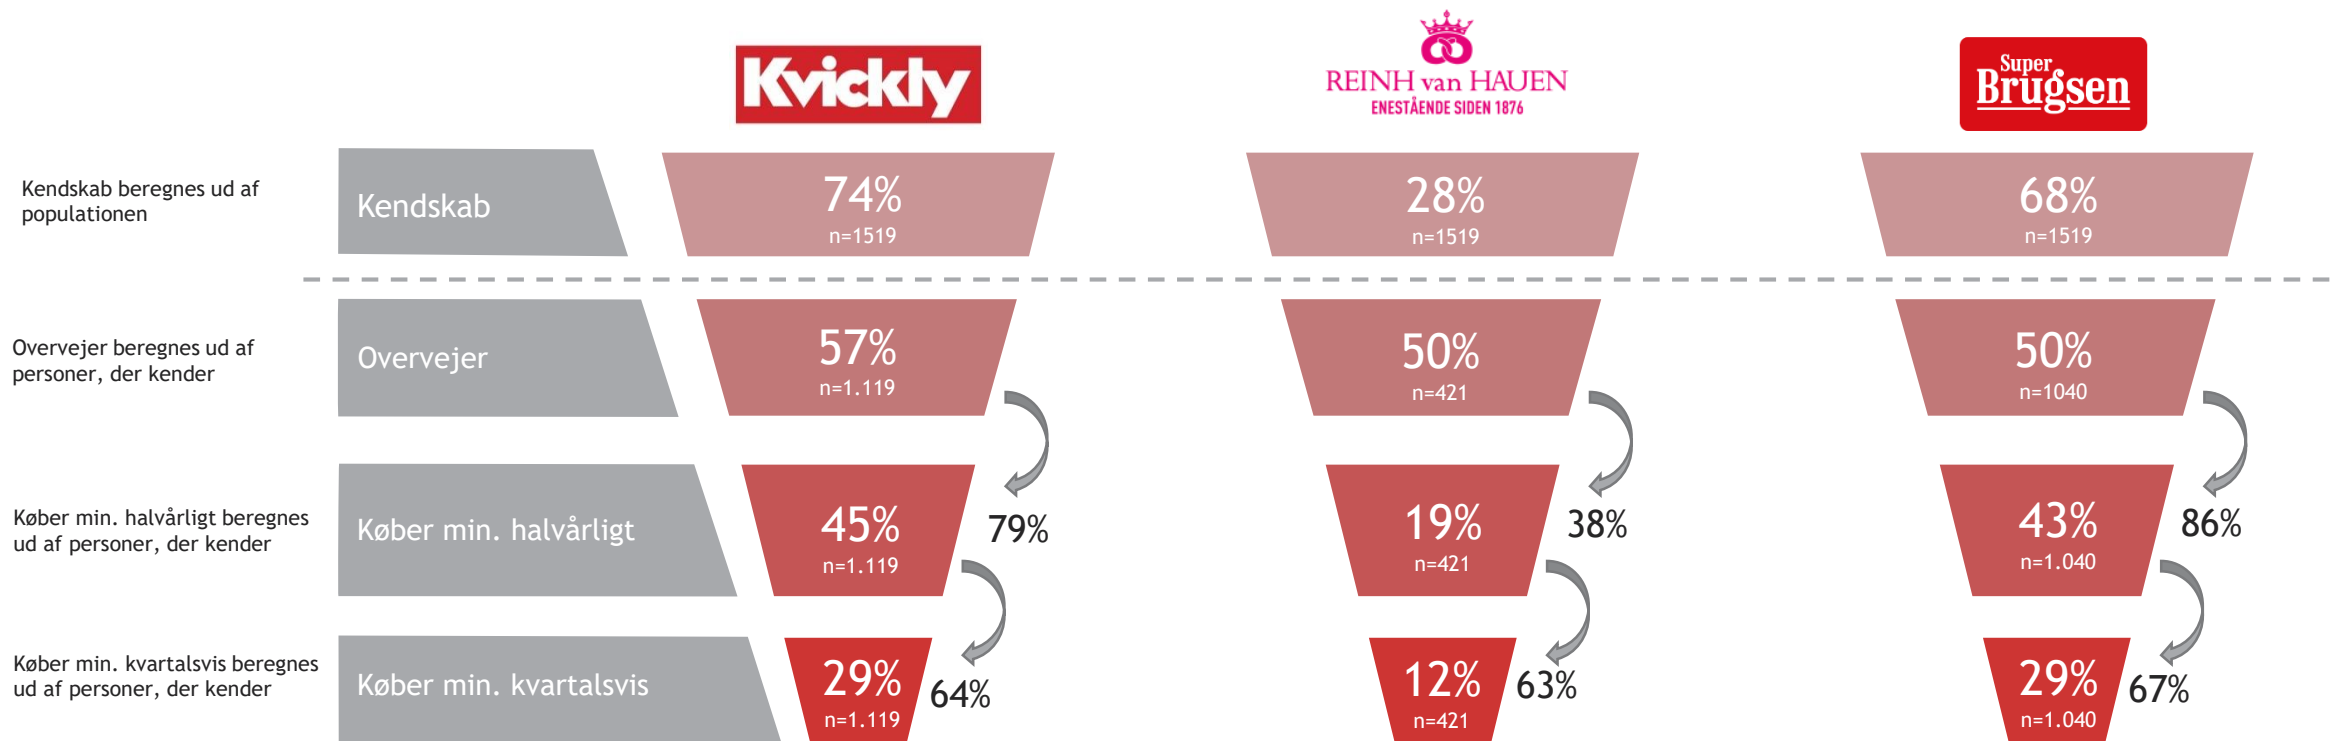 Kvickly
REINH van HAUEN
ENESTÅENDE SIDEN 1876
Super
Brugsen
Kendskab beregnes ud af
populationen
Kendskab
74%
n=1519
28%
n=1519
68%
n=1519
Overvejer beregnes ud af
personer, der kender
Overvejer
57%
n=1.119
50%
n=421
50%
n=1040
Køber min. halvårligt beregnes
ud af personer, der kender
Køber min. halvårligt
45%
n=1.119
79%
19%
n=421
38%
43%
n=1.040
86%
Køber min. kvartalsvis beregnes
ud af personer, der kender
Køber min. kvartalsvis
29%
n=1.119
64%
12%
n=421
63%
29%
n=1.040
67%